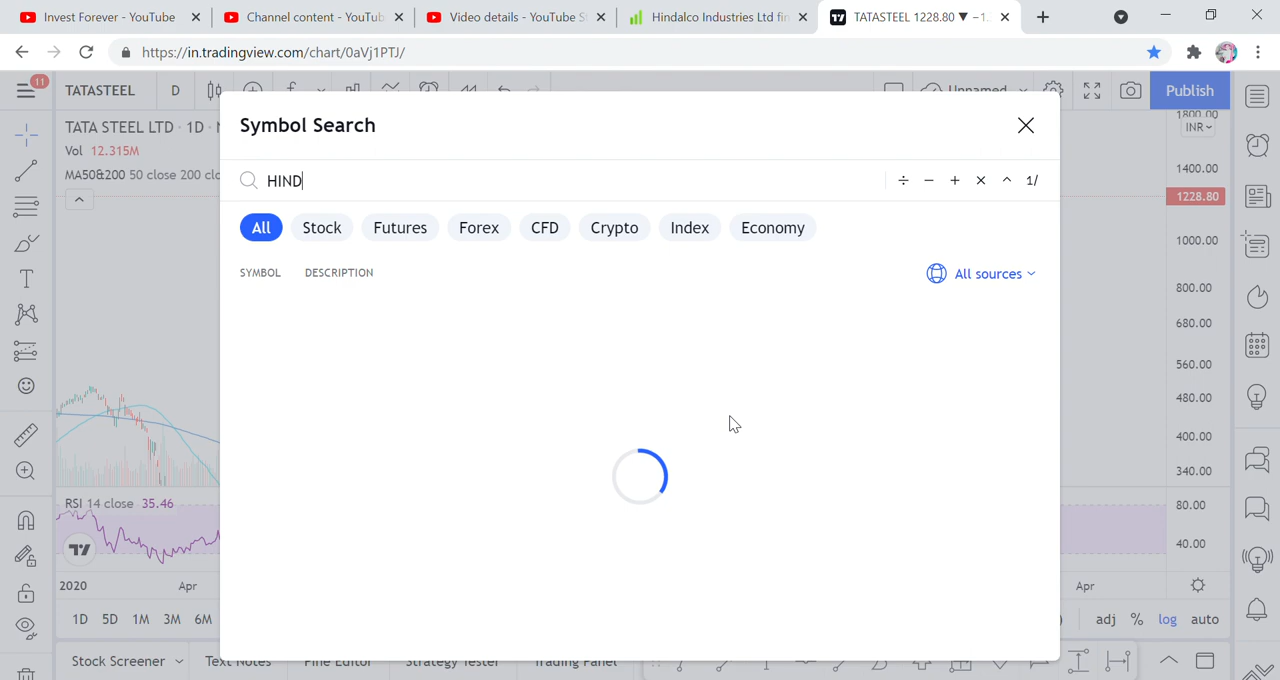 Invest Forever - YouTube
Channel content - YouTub
Video details - YouTube S
Hindalco Industries Ltd fin
TATASTEEL 1228.80 ▼ −1.
https://in.tradingview.com/chart/0aVj1PTJ/
11
TATASTEEL
D
Unnamed
Publish
TATA STEEL LTD · 1D ·
Vol 12.315M
MA50&200 50 close 200 clo
Symbol Search
HIND
÷ − + × ^ 1/
All Stock Futures Forex CFD Crypto Index Economy
SYMBOL DESCRIPTION
All sources
1800.00
INR
1400.00
1228.80
1000.00
800.00
680.00
560.00
480.00
400.00
340.00
RSI 14 close 35.46
80.00
40.00
2020 Apr Apr
1D 5D 1M 3M 6M
adj % log auto
Stock Screener Text Notes Pine Editor Strategy Tester Trading Panel